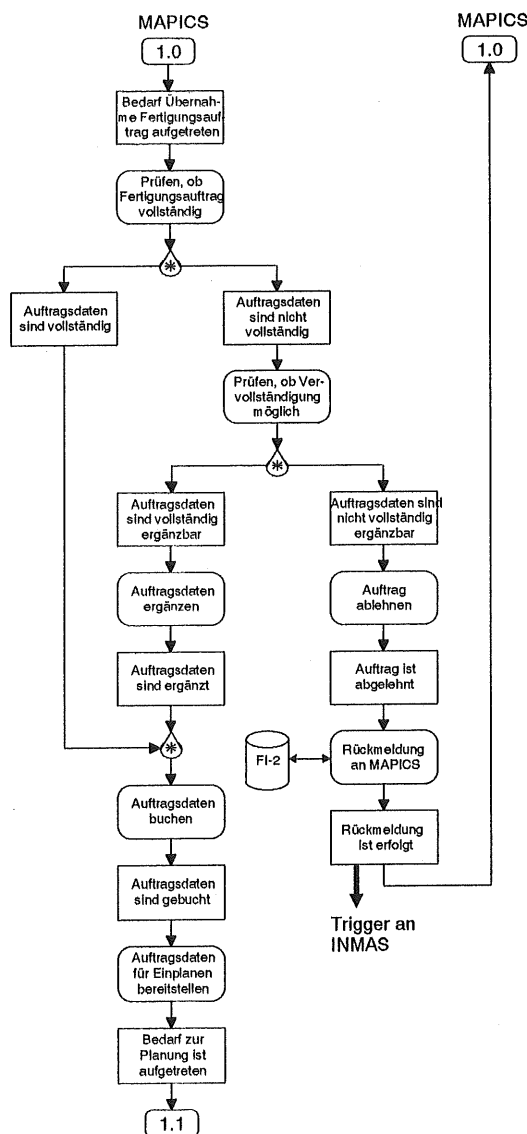 MAPICS
1.0
MAPICS
1.0
Bedarf Übernah-
me Fertigungsauf-
trag aufgetreten
Prüfen, ob
Fertigungsauftrag
vollständig
*
Auftragsdaten
sind vollständig
Auftragsdaten
sind nicht
vollständig
Prüfen, ob Ver-
vollständigung
möglich
*
Auftragsdaten
sind vollständig
ergänzbar
Auftragsdaten sind
nicht vollständig
ergänzbar
Auftragsdaten
ergänzen
Auftrag
ablehnen
Auftragsdaten
sind ergänzt
Auftrag ist
abgelehnt
*
FI-2
Rückmeldung
an MAPICS
Auftragsdaten
buchen
Rückmeldung
ist erfolgt
Auftragsdaten
sind gebucht
Trigger an
INMAS
Auftragsdaten
für Einplanen
bereitstellen
Bedarf zur
Planung ist
aufgetreten
1.1